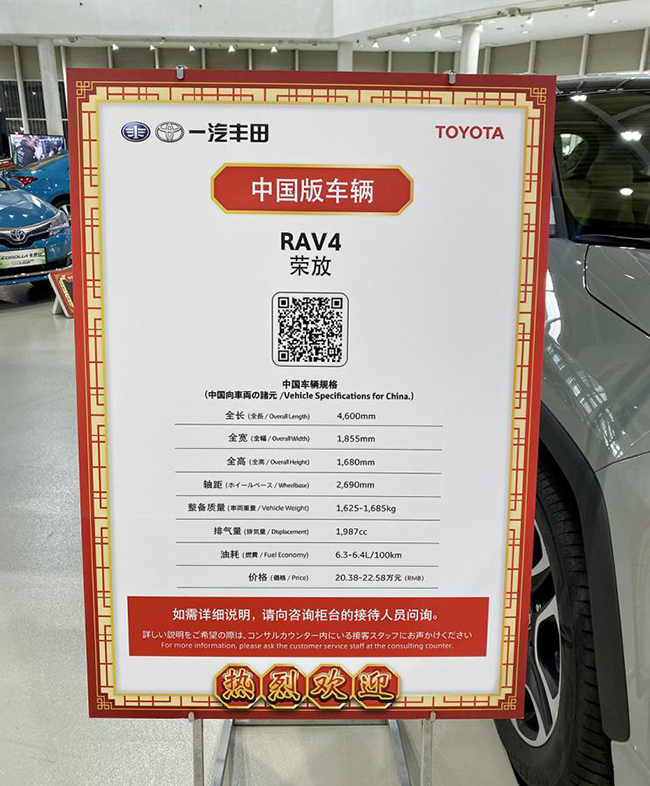 一汽丰田
TOYOTA
中国版车辆
RAV4
荣放
中国车辆规格
(中国向車両の諸元 /Vehicle Specifications for China.)
全长 (全長 / Overall Length) 4,600mm
全宽 (全幅 / Overall Width) 1,855mm
全高 (全高 / Overall Height) 1,680mm
轴距 (ホイールベース / Wheelbase) 2,690mm
整备质量 (車両重量 / Vehicle Weight) 1,625-1,685kg
排气量 (排気量 / Displacement) 1,987cc
油耗 (燃費 / Fuel Economy) 6.3-6.4L/100km
价格 (価格 / Price) 20.38-22.58万元 (RMB)
如需详细说明，请向咨询柜台的接待人员问询。
詳しい説明をご希望の際は、コンサルカウンター内にいる接客スタッフにお声かけください
For more information, please ask the customer service staff at the consulting counter.
热烈欢迎
COROLLA